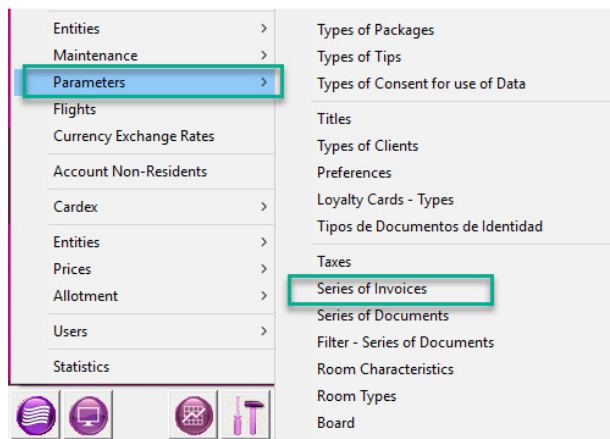 Entities
Maintenance
Parameters
Flights
Currency Exchange Rates
Account Non-Residents
Cardex
Entities
Prices
Allotment
Users
Statistics
Types of Packages
Types of Tips
Types of Consent for use of Data
Titles
Types of Clients
Preferences
Loyalty Cards - Types
Tipos de Documentos de Identidad
Taxes
Series of Invoices
Series of Documents
Filter - Series of Documents
Room Characteristics
Room Types
Board